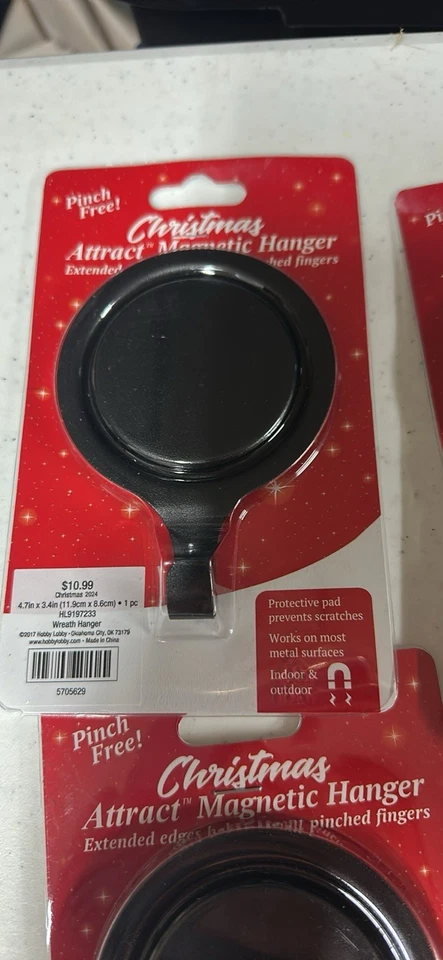 Pinch
Free!
Christmas
Attract™ Magnetic Hanger
Extended pinched fingers
$10.99
Christmas 2024
4.7in x 3.4in (11.9cm x 8.6cm) • 1 pc
HL9197233
Wreath Hanger
©2017 Hobby Lobby • Oklahoma City, OK 73179
www.hobbylobby.com • Made in China
5705629
Protective pad
prevents scratches
Works on most
metal surfaces
Indoor &
outdoor
Pinch
Free!
Christmas
Attract™ Magnetic Hanger
Extended edges pinched fingers